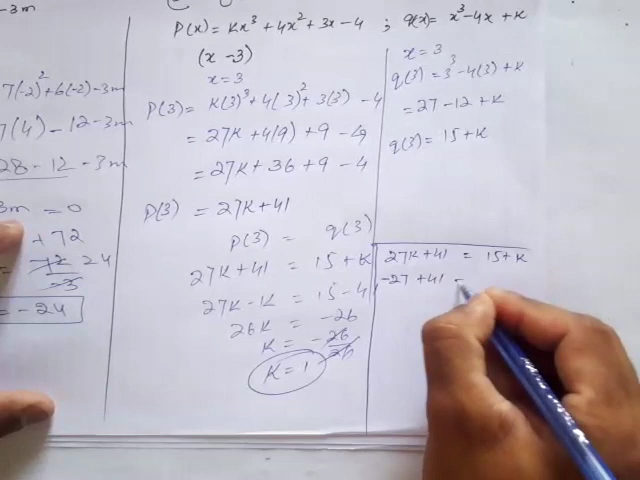 -3m
7(-2)² + 6(-2) - 3m
7(4) - 12 - 3m
28 - 12 - 3m
3m = 0
+ 72
= -72 24
-3
= -24
P(x) = Kx³ + 4x² + 3x - 4 ; q(x) = x³ - 4x + K
(x - 3)
x = 3
P(3) = K(3)³ + 4(3)² + 3(3) - 4
= 27K + 4(9) + 9 - 4
= 27K + 36 + 9 - 4
P(3) = 27K + 41
P(3) = q(3)
27K + 41 = 15 + K
27K - K = 15 - 41
26K = -26
K = -26
26
K = 1
x = 3
q(3) = 3³ - 4(3) + K
= 27 - 12 + K
q(3) = 15 + K
27K + 41 = 15 + K
-27 + 41 =